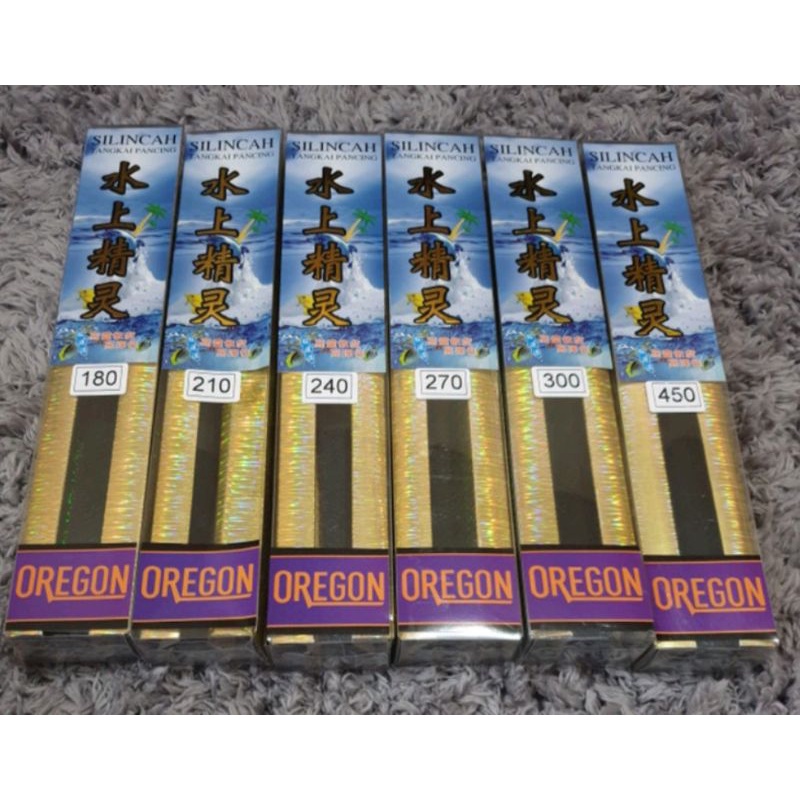 SILINCAH
TANGKAI PANCING
水上精灵
180
OREGON
SILINCAH
TANGKAI PANCING
水上精灵
210
OREGON
SILINCAH
TANGKAI PANCING
水上精灵
240
OREGON
SILINCAH
TANGKAI PANCING
水上精灵
270
OREGON
SILINCAH
TANGKAI PANCING
水上精灵
300
OREGON
SILINCAH
TANGKAI PANCING
水上精灵
450
OREGON